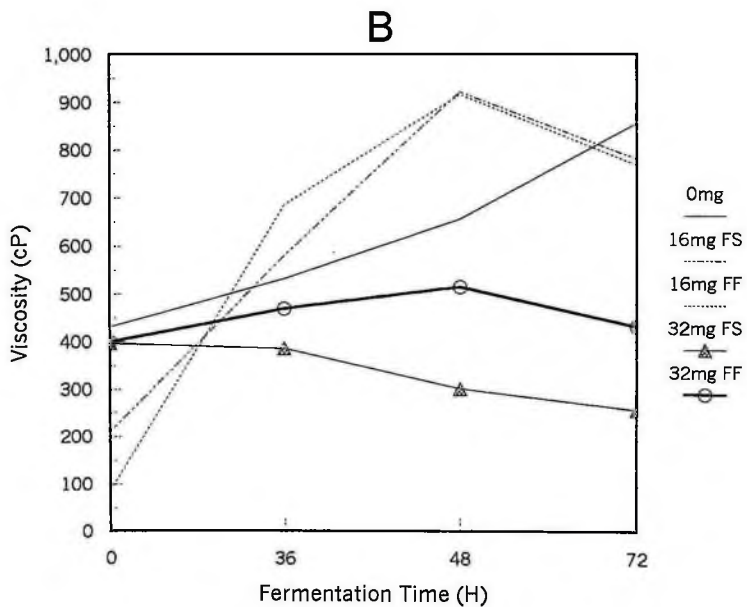 B
1,000
900
800
700
600
500
400
300
200
100
0
Viscosity (cP)
0 36 48 72
Fermentation Time (H)
0mg
16mg FS
16mg FF
32mg FS
32mg FF